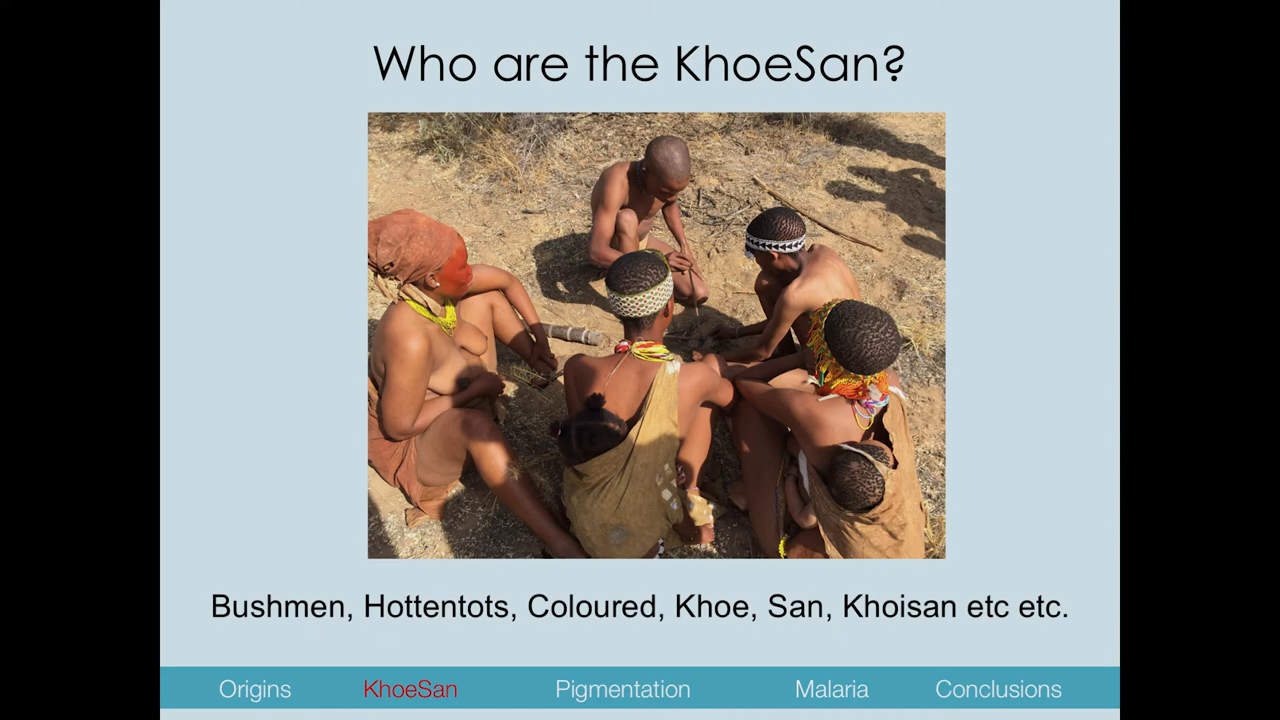 Who are the KhoeSan?
Bushmen, Hottentots, Coloured, Khoe, San, Khoisan etc etc.
Origins KhoeSan Pigmentation Malaria Conclusions